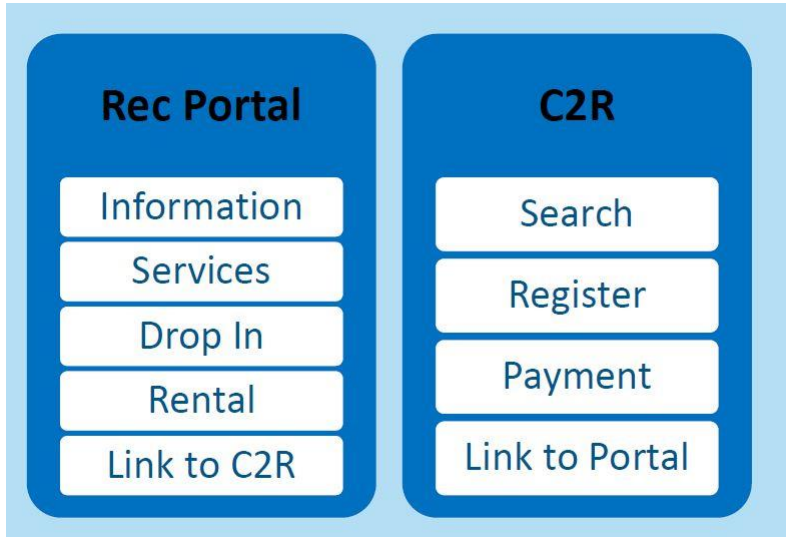 Rec Portal
Information
Services
Drop In
Rental
Link to C2R
C2R
Search
Register
Payment
Link to Portal